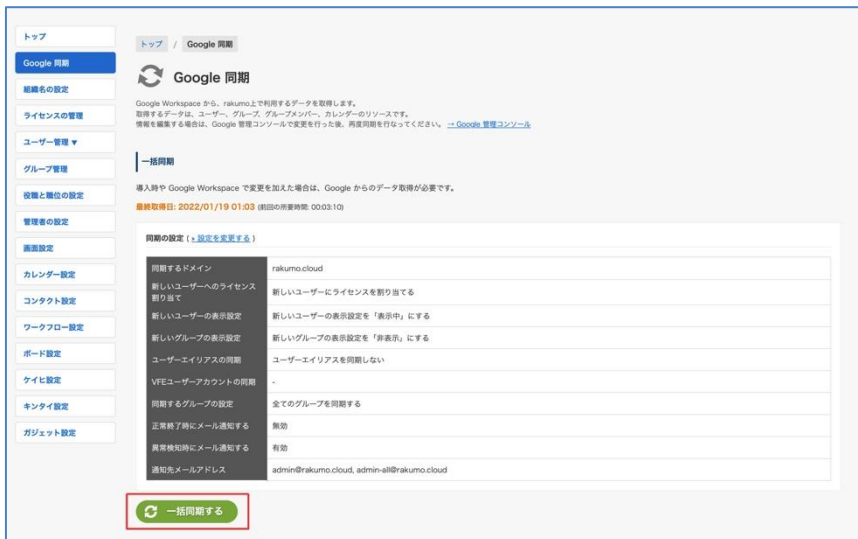 トップ
Google 同期
組織名の設定
ライセンスの管理
ユーザー管理 ▼
グループ管理
役職と職位の設定
管理者の設定
画面設定
カレンダー設定
コンタクト設定
ワークフロー設定
ボード設定
ケイヒ設定
キンタイ設定
ガジェット設定
トップ / Google 同期
Google 同期
Google Workspace から、rakumo上で利用するデータを取得します。
取得するデータは、ユーザー、グループ、グループメンバー、カレンダーのリソースです。
情報を編集する場合は、Google 管理コンソールで変更を行った後、再度同期を行なってください。 → Google 管理コンソール
一括同期
導入時や Google Workspace で変更を加えた場合は、Google からのデータ取得が必要です。
最終取得日: 2022/01/19 01:03 (前回の所要時間: 00:03:10)
同期の設定 ( ▸ 設定を変更する )
同期するドメイン rakumo.cloud
新しいユーザーへのライセンス
割り当て 新しいユーザーにライセンスを割り当てる
新しいユーザーの表示設定 新しいユーザーの表示設定を「表示中」にする
新しいグループの表示設定 新しいグループの表示設定を「非表示」にする
ユーザーエイリアスの同期 ユーザーエイリアスを同期しない
VFEユーザーアカウントの同期 -
同期するグループの設定 全てのグループを同期する
正常終了時にメール通知する 無効
異常検知時にメール通知する 有効
通知先メールアドレス admin@rakumo.cloud, admin-all@rakumo.cloud
一括同期する